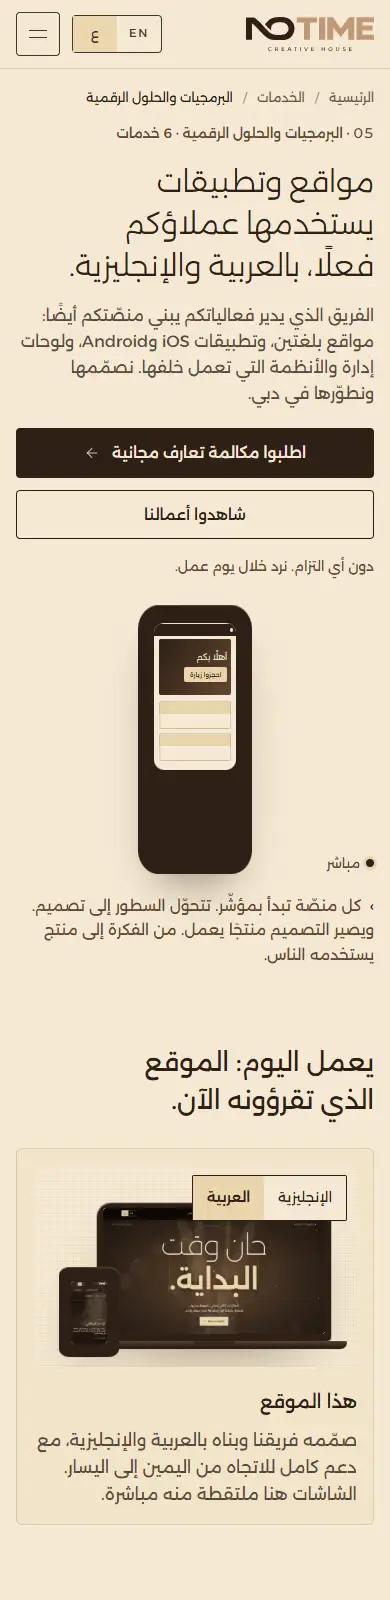 ع EN
NOTIME
CREATIVE HOUSE
الرئيسية / الخدمات / البرمجيات والحلول الرقمية
05 · البرمجيات والحلول الرقمية · 6 خدمات
مواقع وتطبيقات
يستخدمها عملاؤكم
فعلًا، بالعربية والإنجليزية.
الفريق الذي يدير فعالياتكم يبني منصّتكم أيضًا:
مواقع بلغتين، وتطبيقات iOS وAndroid، ولوحات
إدارة والأنظمة التي تعمل خلفها. نصمّمها
ونطوّرها في دبي.
اطلبوا مكالمة تعارف مجانية ←
شاهدوا أعمالنا
دون أي التزام. نرد خلال يوم عمل.
أهلًا بكم
احجزوا زيارة
مباشر
› كل منصّة تبدأ بمؤشّر. تتحوّل السطور إلى تصميم.
ويصير التصميم منتجًا يعمل. من الفكرة إلى منتج
يستخدمه الناس.
يعمل اليوم: الموقع
الذي تقرؤونه الآن.
الإنجليزية العربية
حان وقت
البداية.
هذا الموقع
صمّمه فريقنا وبناه بالعربية والإنجليزية، مع
دعم كامل للاتجاه من اليمين إلى اليسار.
الشاشات هنا ملتقطة منه مباشرة.